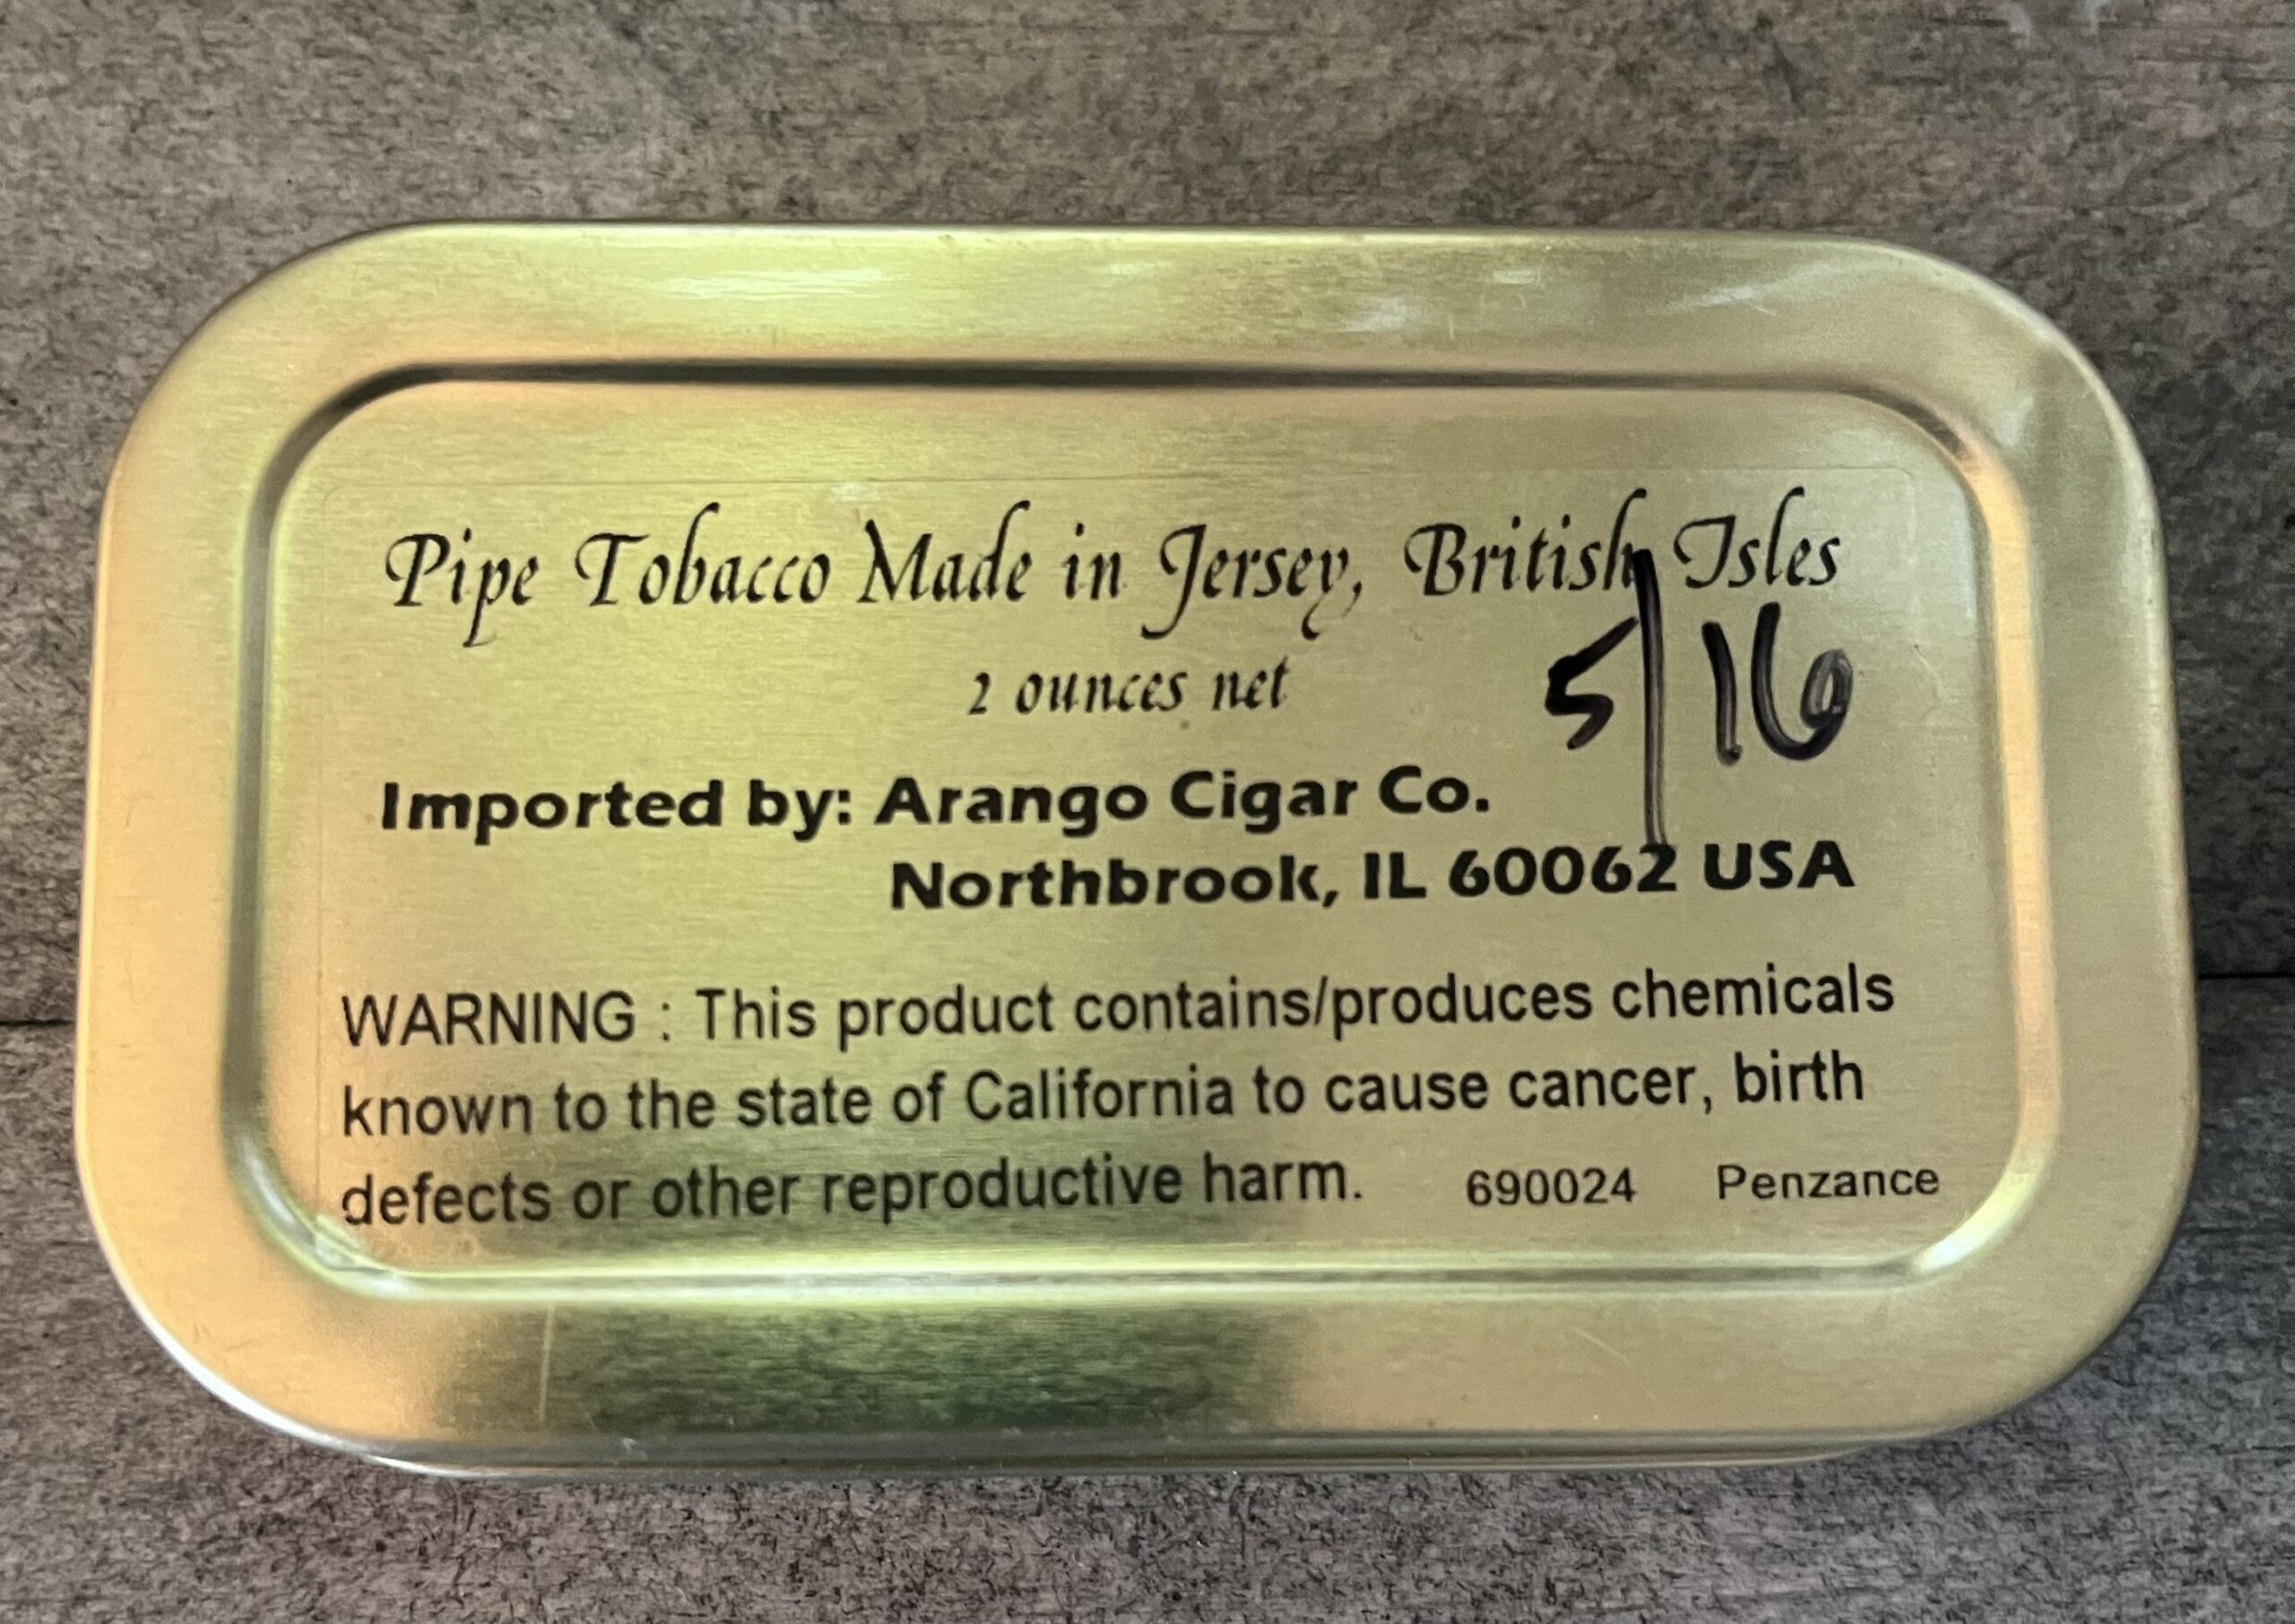 Pipe Tobacco Made in Jersey, British Isles
2 ounces net
5/16
Imported by: Arango Cigar Co.
Northbrook, IL 60062 USA
WARNING : This product contains/produces chemicals
known to the state of California to cause cancer, birth
defects or other reproductive harm. 690024 Penzance